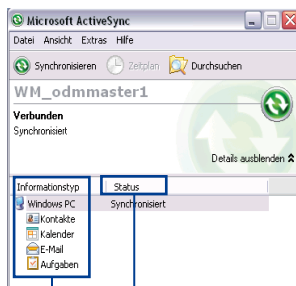 Microsoft ActiveSync
Datei Ansicht Extras Hilfe
Synchronisieren Zeitplan Durchsuchen
WM_odmmaster1
Verbunden
Synchronisiert
Details ausblenden
Informationstyp Status
Windows PC Synchronisiert
Kontakte
Kalender
E-Mail
Aufgaben